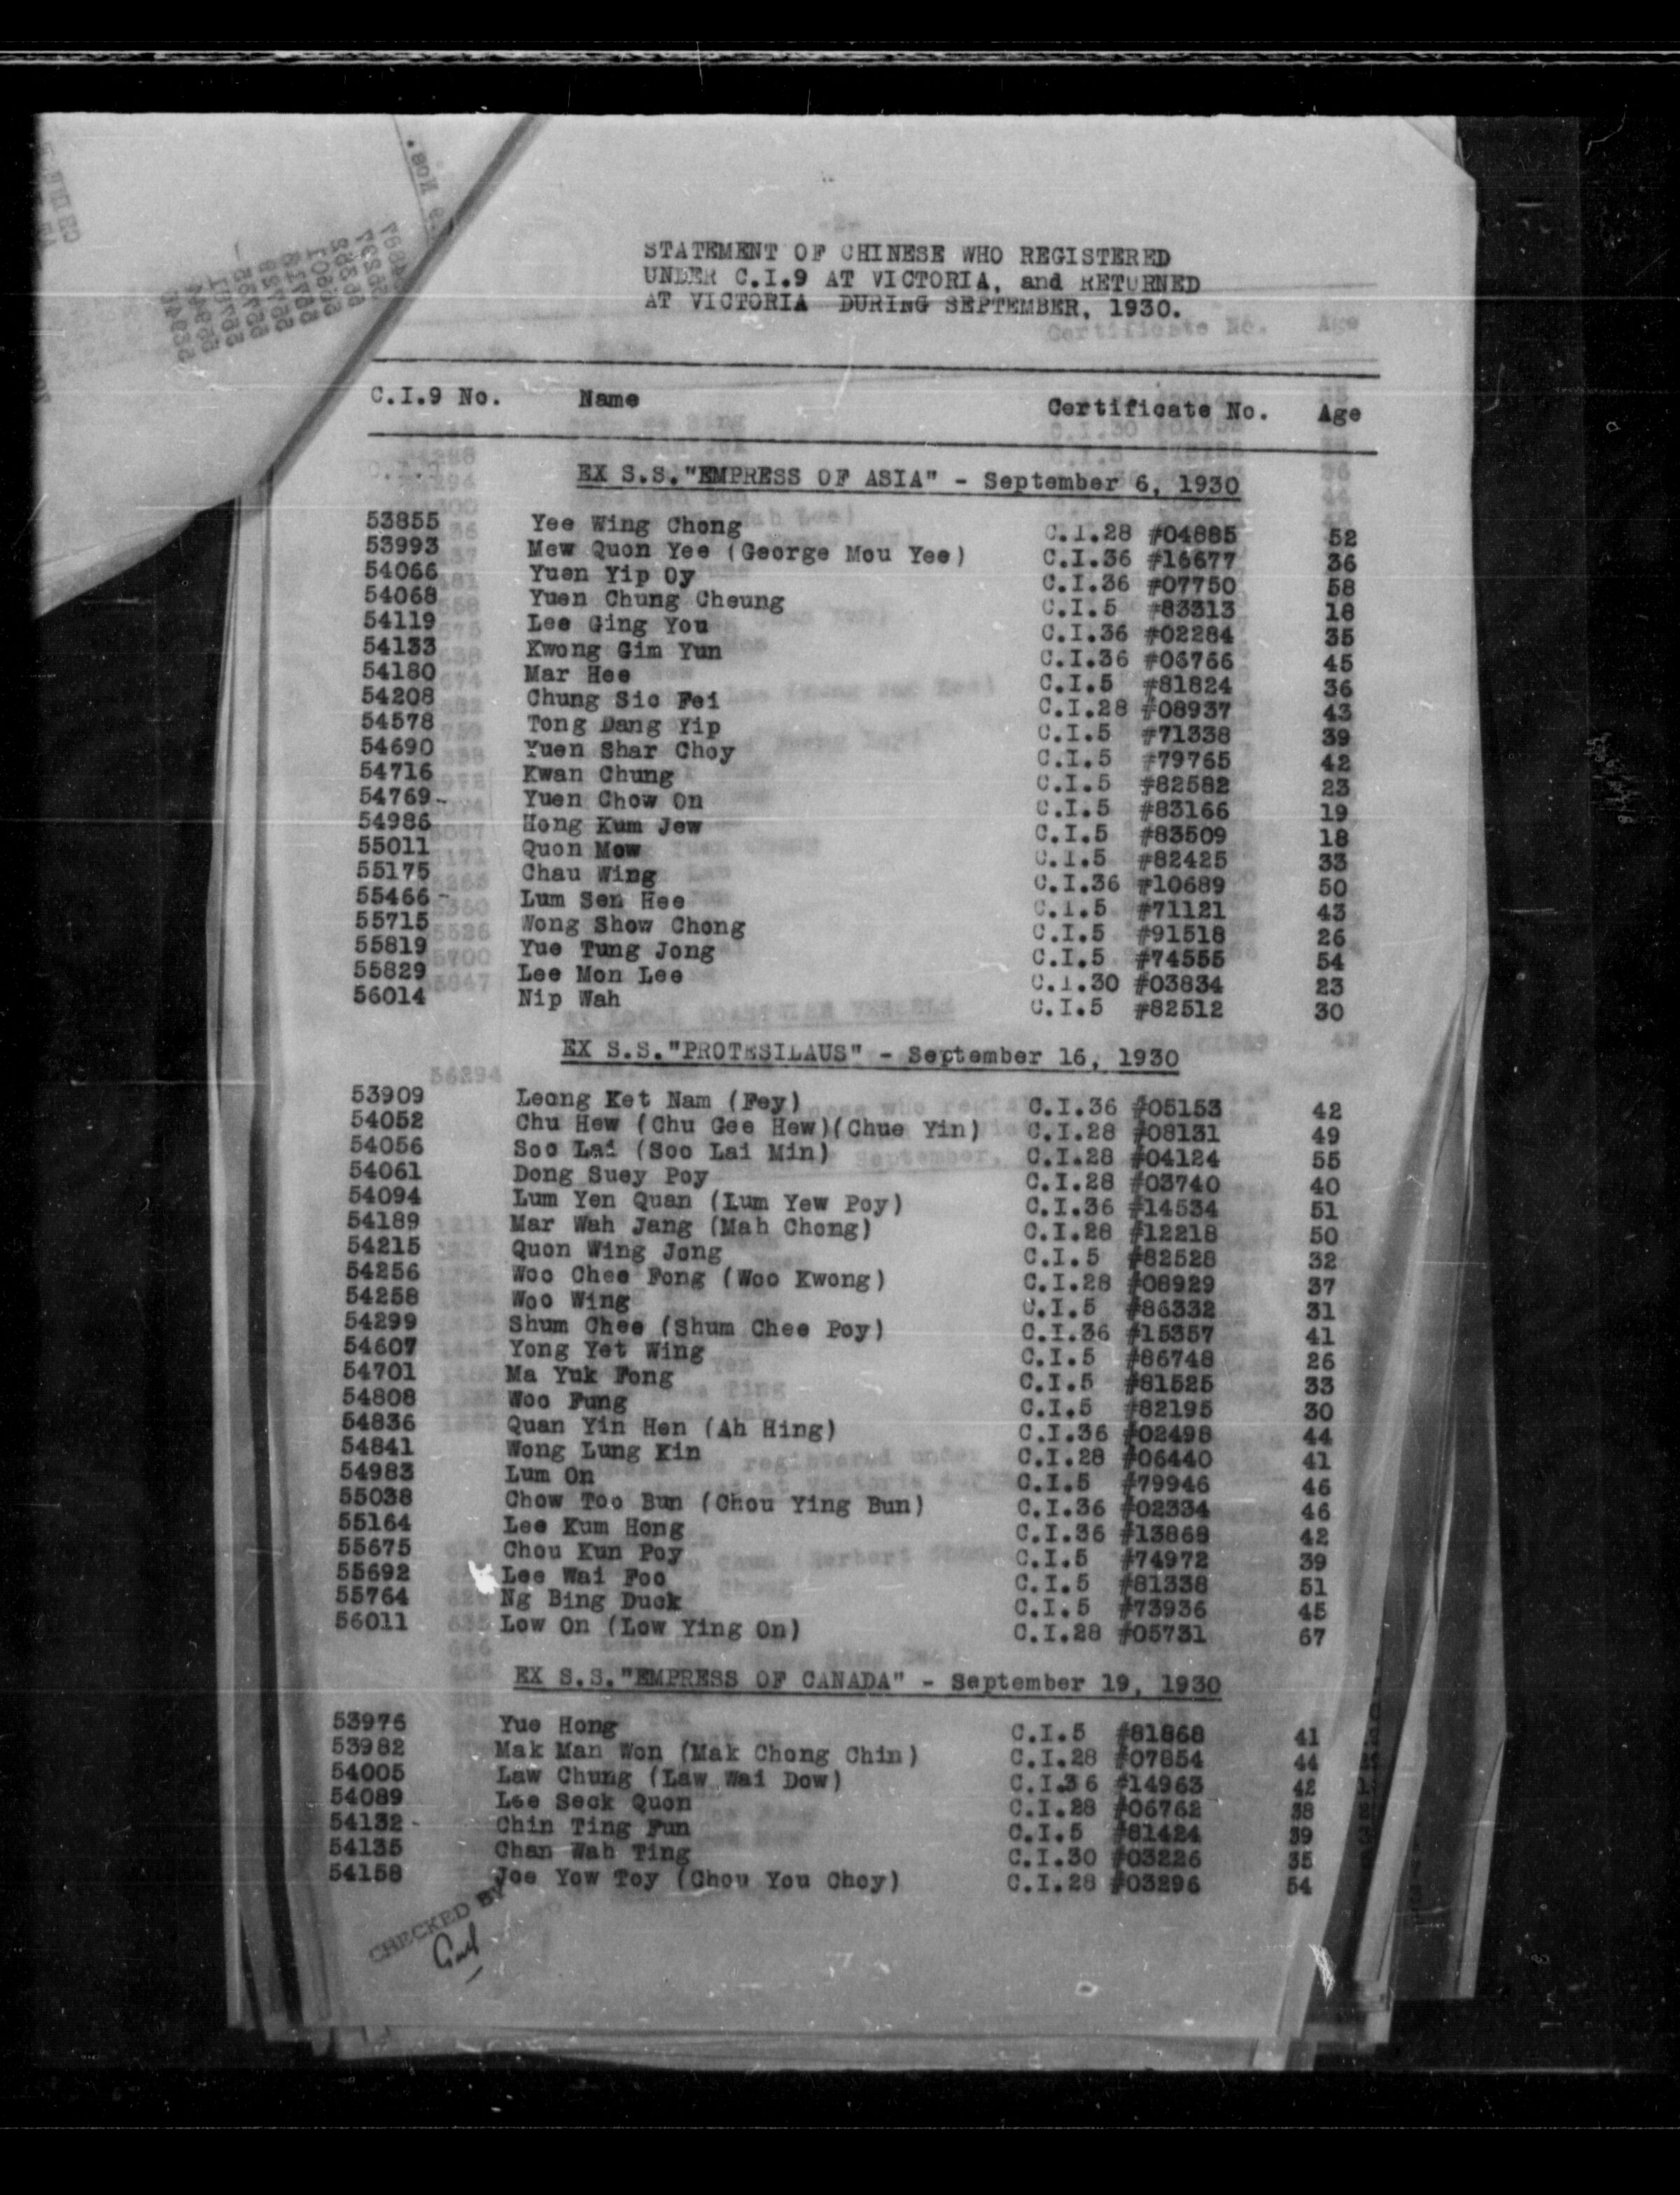 STATEMENT OF CHINESE WHO REGISTERED
UNDER C.I.9 AT VICTORIA, and RETURNED
AT VICTORIA DURING SEPTEMBER, 1930.
C.I.9 No. Name Certificate No. Age
EX S.S."EMPRESS OF ASIA" - September 6, 1930
53855 Yee Wing Chong C.I.28 #04885 52
53993 Mew Quon Yee (George Mou Yee) C.I.36 #16677 36
54066 Yuen Yip Oy C.I.36 #07750 58
54068 Yuen Chung Cheung C.I.5 #83313 18
54119 Lee Ging You C.I.36 #02284 35
54133 Kwong Gim Yun C.I.36 #06766 45
54180 Mar Hee C.I.5 #81824 36
54208 Chung Sic Fei C.I.28 #08937 43
54578 Tong Dang Yip C.I.5 #71338 39
54690 Yuen Shar Choy C.I.5 #79765 42
54716 Kwan Chung C.I.5 #82582 23
54769 Yuen Chow On C.I.5 #83166 19
54986 Hong Kum Jew C.I.5 #83509 18
55011 Quon Mow C.I.5 #82425 33
55175 Chau Wing C.I.36 #10689 50
55466 Lum Sen Hee C.I.5 #71121 43
55715 Wong Show Chong C.I.5 #91518 26
55819 Yue Tung Jong C.I.5 #74555 54
55829 Lee Mon Lee C.I.30 #03834 23
56014 Nip Wah C.I.5 #82512 30
EX S.S."PROTESILAUS" - September 16, 1930
53909 Leong Ket Nam (Fey) C.I.36 #05153 42
54052 Chu Hew (Chu Gee Hew)(Chue Yin) C.I.28 #08131 49
54056 Soo Lai (Soo Lai Min) C.I.28 #04124 55
54061 Dong Suey Poy C.I.28 #03740 40
54094 Lum Yen Quan (Lum Yew Poy) C.I.36 #14534 51
54189 Mar Wah Jang (Mah Chong) C.I.28 #12218 50
54215 Quon Wing Jong C.I.5 #82528 32
54256 Woo Chee Fong (Woo Kwong) C.I.28 #08929 37
54258 Woo Wing C.I.5 #86332 31
54299 Shum Chee (Shum Chee Poy) C.I.36 #15357 41
54607 Yong Yet Wing C.I.5 #86748 26
54701 Ma Yuk Fong C.I.5 #81525 33
54808 Woo Fung C.I.5 #82195 30
54836 Quan Yin Hen (Ah Hing) C.I.36 #02498 44
54841 Wong Lung Kin C.I.28 #06440 41
54983 Lum On C.I.5 #79946 46
55038 Chow Too Bun (Chou Ying Bun) C.I.36 #02334 46
55164 Lee Kum Hong C.I.36 #13868 42
55675 Chou Kun Poy C.I.5 #74972 39
55692 Lee Wai Foo C.I.5 #81338 51
55764 Ng Bing Duck C.I.5 #73936 45
56011 Low On (Low Ying On) C.I.28 #05731 67
EX S.S."EMPRESS OF CANADA" - September 19, 1930
53976 Yue Hong C.I.5 #81868 41
53982 Mak Man Won (Mak Chong Chin) C.I.28 #07854 44
54005 Law Chung (Law Wai Dow) C.I.36 #14963 42
54089 Lee Seck Quon C.I.28 #06762 38
54132 Chin Ting Fun C.I.5 #81424 39
54135 Chan Wah Ting C.I.30 #03226 35
54158 Joe Yow Toy (Chou You Choy) C.I.28 #03296 54
CHECKED BY